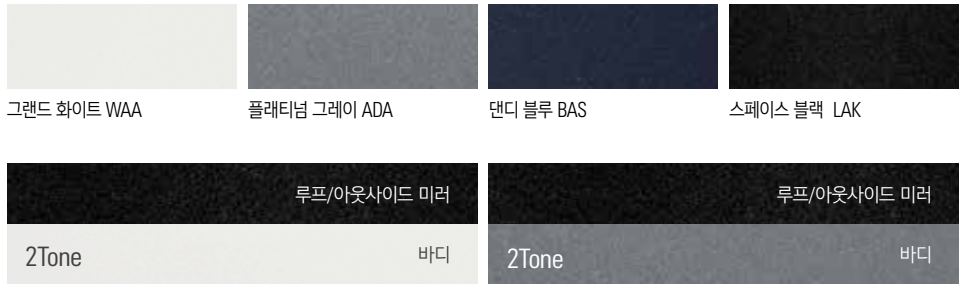 그랜드 화이트 WAA
플래티넘 그레이 ADA
댄디 블루 BAS
스페이스 블랙 LAK
루프/아웃사이드 미러
2Tone 바디
루프/아웃사이드 미러
2Tone 바디